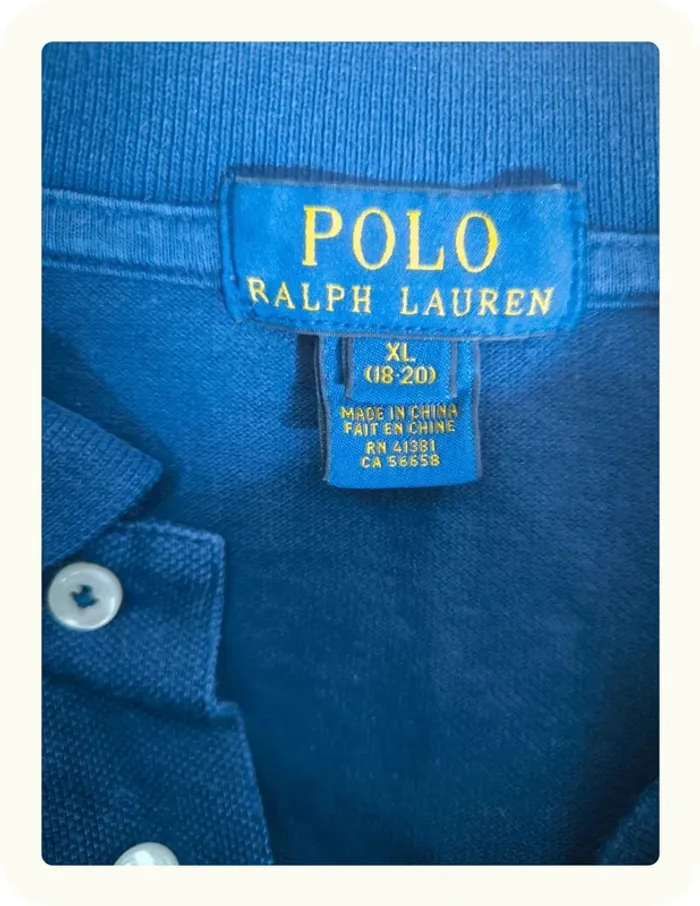 POLO
RALPH LAUREN
XL
(18-20)
MADE IN CHINA
FAIT EN CHINE
RN 41381
CA 56658